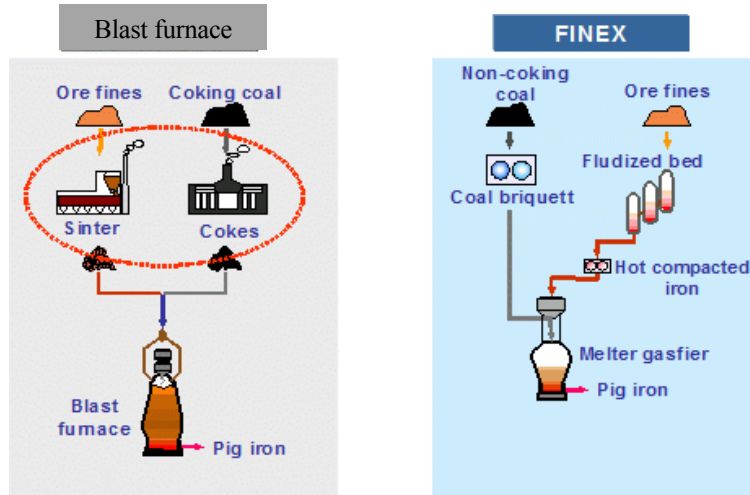 Blast furnace
Ore fines
Coking coal
Sinter
Cokes
Blast
furnace
Pig iron
FINEX
Non-coking
coal
Ore fines
Fludized bed
Coal briquett
Hot compacted
iron
Melter gasfier
Pig iron